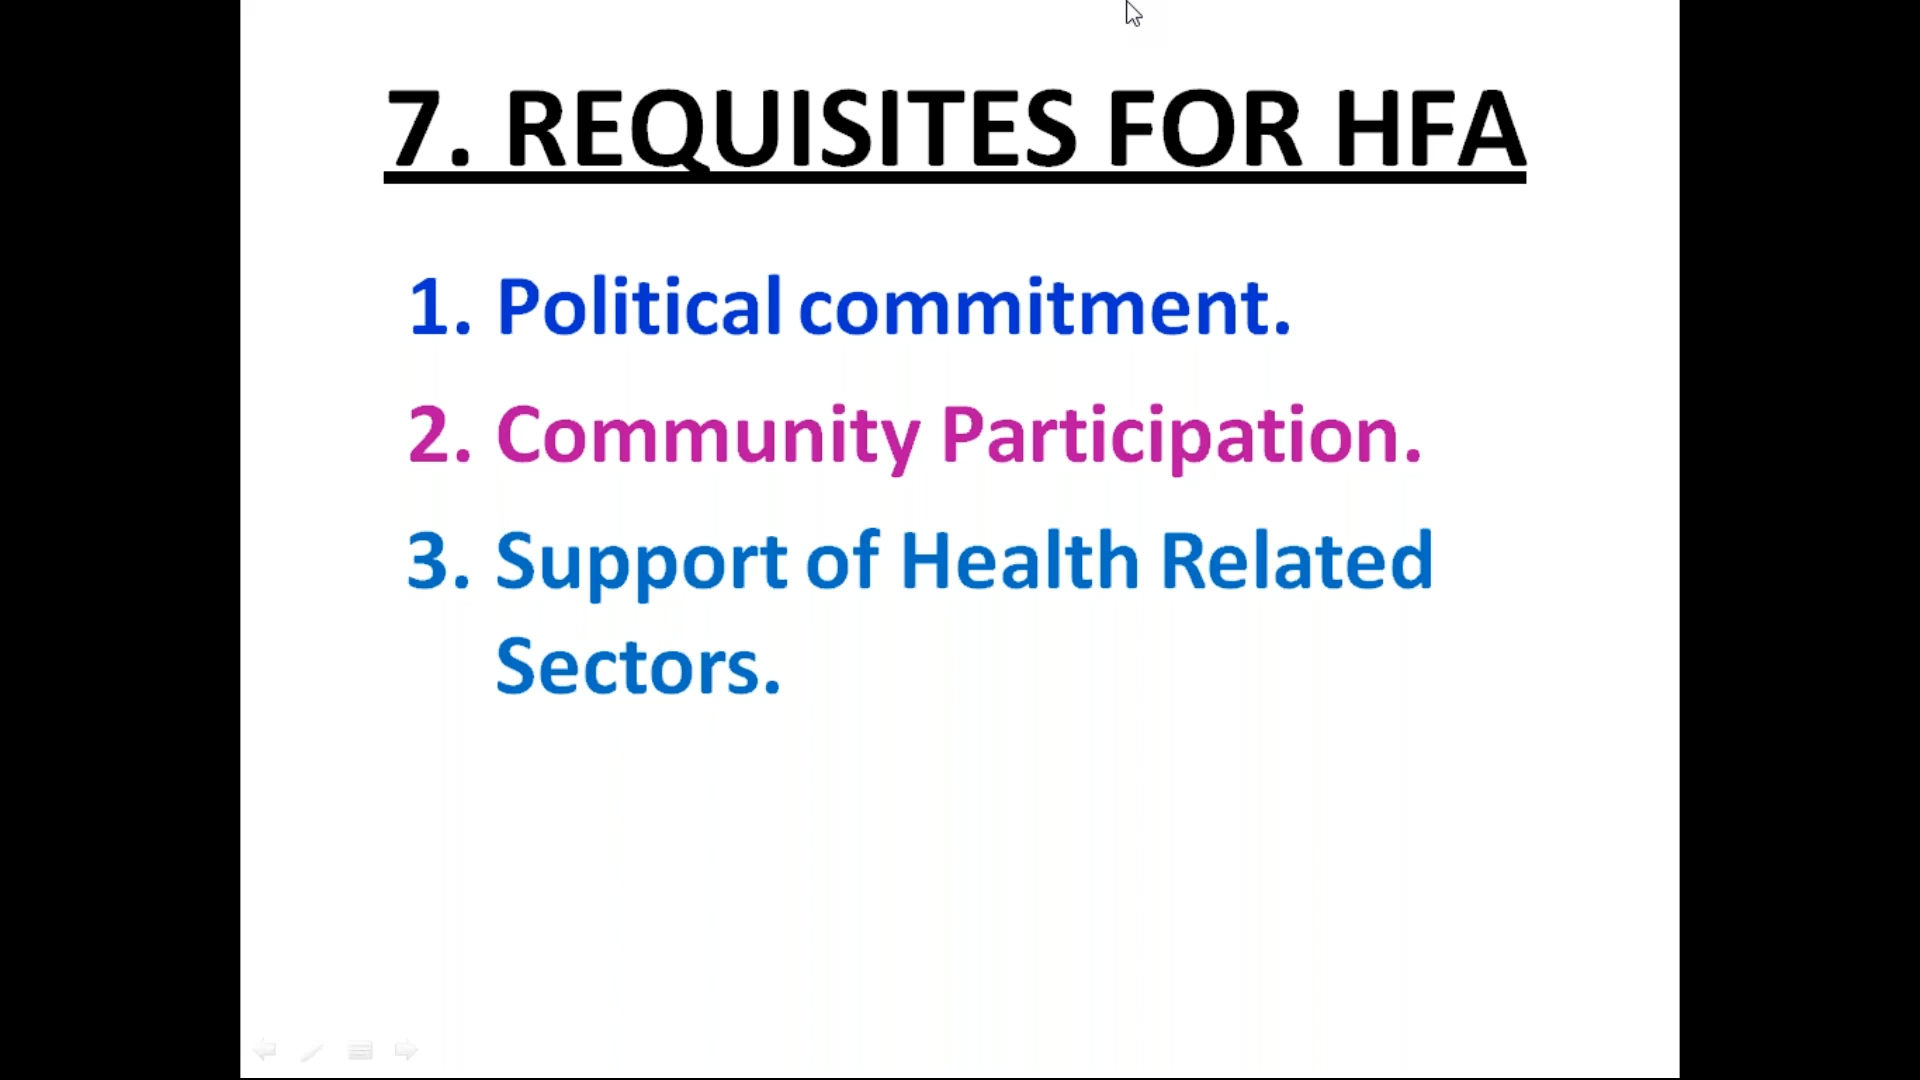 7. REQUISITES FOR HFA
1. Political commitment.
2. Community Participation.
3. Support of Health Related
Sectors.